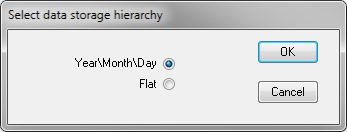 Select data storage hierarchy
Year\Month\Day
OK
Flat
Cancel